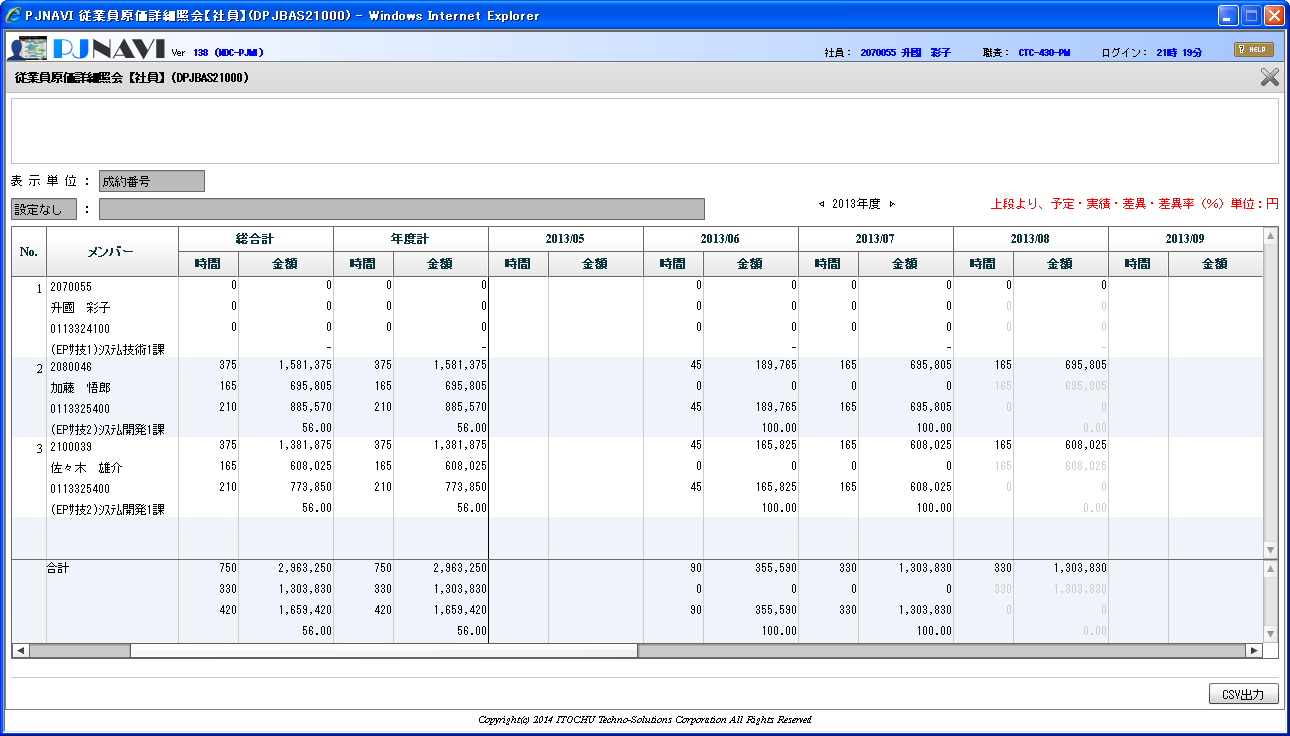 PJNAVI 従業員原価詳細照会【社員】(DPJBAS21000) - Windows Internet Explorer
PJNAVI Ver 138 (NDC-PJMI) 社員： 2070055 升國　彩子 職責： CTC-430-PM ログイン： 21時 19分 ? HELP
従業員原価詳細照会【社員】(DPJBAS21000)
表示単位： 成約番号
設定なし ： ◁ 2013年度 ▷ 上段より、予定・実績・差異・差異率（%）単位：円
No. メンバー 総合計 年度計 2013/05 2013/06 2013/07 2013/08 2013/09
時間 金額 時間 金額 時間 金額 時間 金額 時間 金額 時間 金額 時間 金額
1 2070055 0 0 0 0 0 0 0 0 0 0
升國　彩子 0 0 0 0 0 0 0 0 0 0
0113324100 0 0 0 0 0 0 0 0 0 0
(EPｻ技1)ｼｽﾃﾑ技術1課 - - - - -
2 2080046 375 1,581,375 375 1,581,375 45 189,765 165 695,805 165 695,805
加藤　悟郎 165 695,805 165 695,805 0 0 0 0 165 695,805
0113325400 210 885,570 210 885,570 45 189,765 165 695,805 0 0
(EPｻ技2)ｼｽﾃﾑ開発1課 56.00 56.00 100.00 100.00 0.00
3 2100039 375 1,381,875 375 1,381,875 45 165,825 165 608,025 165 608,025
佐々木　雄介 165 608,025 165 608,025 0 0 0 0 165 608,025
0113325400 210 773,850 210 773,850 45 165,825 165 608,025 0 0
(EPｻ技2)ｼｽﾃﾑ開発1課 56.00 56.00 100.00 100.00 0.00
合計 750 2,963,250 750 2,963,250 90 355,590 330 1,303,830 330 1,303,830
330 1,303,830 330 1,303,830 0 0 0 0 330 1,303,830
420 1,659,420 420 1,659,420 90 355,590 330 1,303,830 0 0
56.00 56.00 100.00 100.00 0.00
CSV出力
Copyright(c) 2014 ITOCHU Techno-Solutions Corporation All Rights Reserved